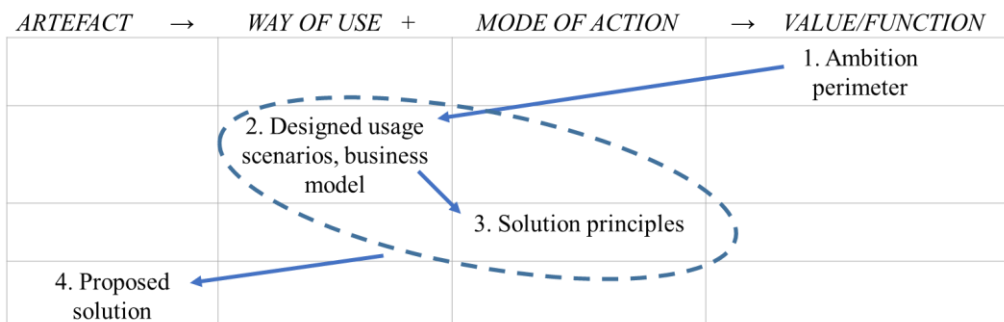 ARTEFACT → WAY OF USE + MODE OF ACTION → VALUE/FUNCTION
1. Ambition
perimeter
2. Designed usage
scenarios, business
model
3. Solution principles
4. Proposed
solution